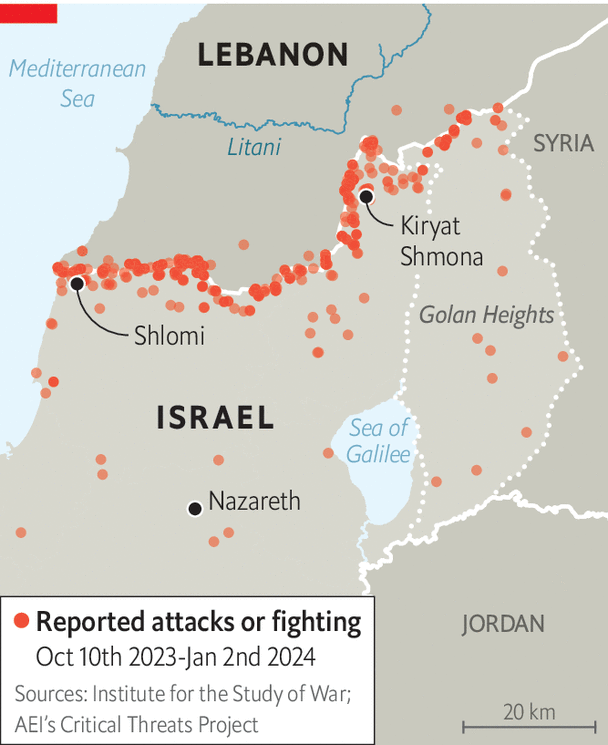 LEBANON
Mediterranean
Sea
Litani
SYRIA
Kiryat
Shmona
Golan Heights
Shlomi
ISRAEL
Sea of
Galilee
Nazareth
Reported attacks or fighting
Oct 10th 2023-Jan 2nd 2024
Sources: Institute for the Study of War;
AEI's Critical Threats Project
JORDAN
20 km